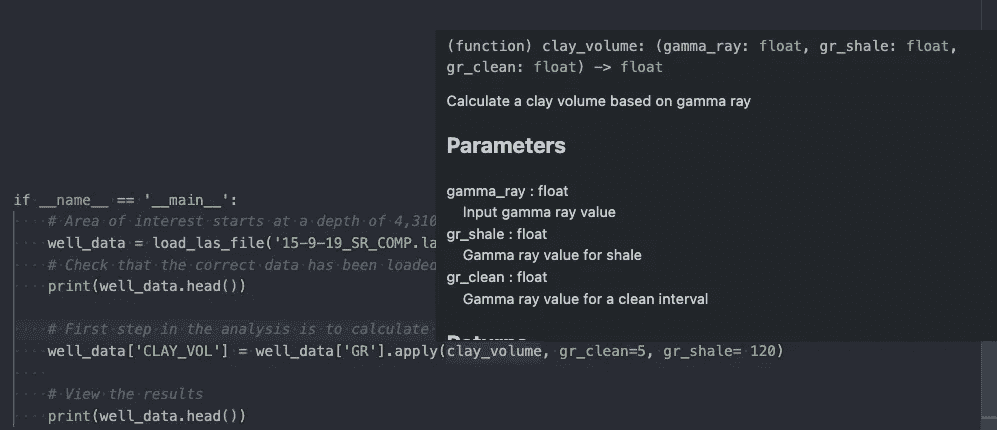 (function) clay_volume: (gamma_ray: float, gr_shale: float,
gr_clean: float) -> float
Calculate a clay volume based on gamma ray
Parameters
gamma_ray : float
Input gamma ray value
gr_shale : float
Gamma ray value for shale
gr_clean : float
Gamma ray value for a clean interval
if __name__ == '__main__':
# Area of interest starts at a depth of 4,310
well_data = load_las_file('15-9-19_SR_COMP.la
# Check that the correct data has been loaded
print(well_data.head())
# First step in the analysis is to calculate
well_data['CLAY_VOL'] = well_data['GR'].apply(clay_volume, gr_clean=5, gr_shale= 120)
# View the results
print(well_data.head())